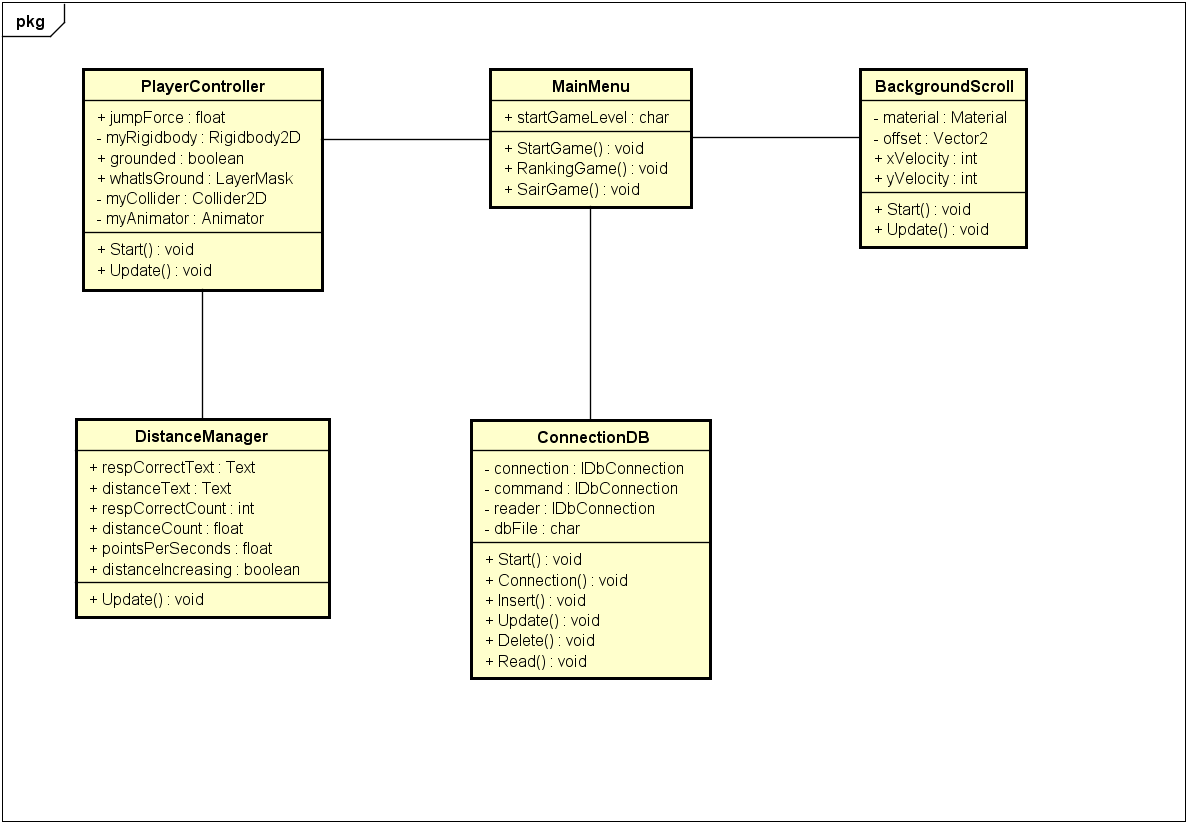 pkg
PlayerController
+ jumpForce : float
- myRigidbody : Rigidbody2D
+ grounded : boolean
+ whatIsGround : LayerMask
- myCollider : Collider2D
- myAnimator : Animator
+ Start() : void
+ Update() : void
MainMenu
+ startGameLevel : char
+ StartGame() : void
+ RankingGame() : void
+ SairGame() : void
BackgroundScroll
- material : Material
- offset : Vector2
+ xVelocity : int
+ yVelocity : int
+ Start() : void
+ Update() : void
DistanceManager
+ respCorrectText : Text
+ distanceText : Text
+ respCorrectCount : int
+ distanceCount : float
+ pointsPerSeconds : float
+ distanceIncreasing : boolean
+ Update() : void
ConnectionDB
- connection : IDbConnection
- command : IDbConnection
- reader : IDbConnection
- dbFile : char
+ Start() : void
+ Connection() : void
+ Insert() : void
+ Update() : void
+ Delete() : void
+ Read() : void